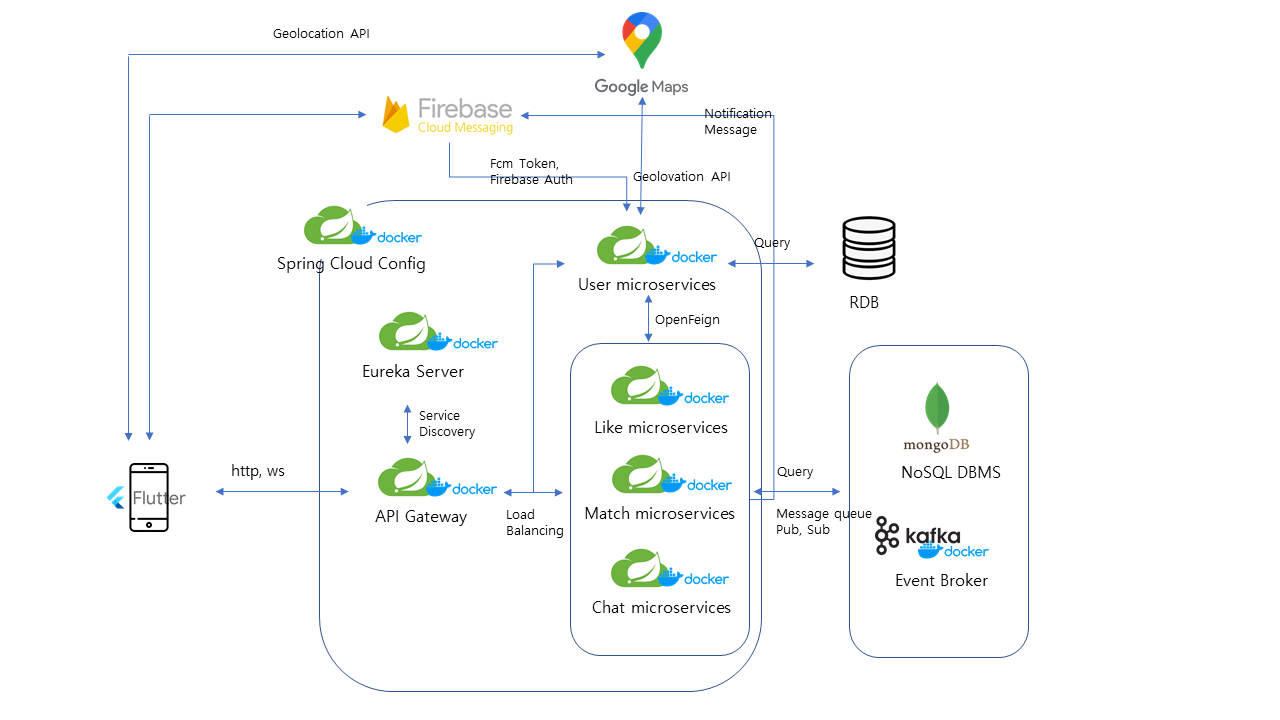 Geolocation API
Google Maps
Firebase
Cloud Messaging
Notification
Message
Fcm Token,
Firebase Auth
Geolovation API
docker
Spring Cloud Config
docker
User microservices
Query
RDB
OpenFeign
docker
Eureka Server
Service
Discovery
docker
Like microservices
mongoDB
NoSQL DBMS
http, ws
Flutter
docker
API Gateway
Load
Balancing
docker
Match microservices
Query
Message queue
Pub, Sub
kafka
docker
Event Broker
docker
Chat microservices